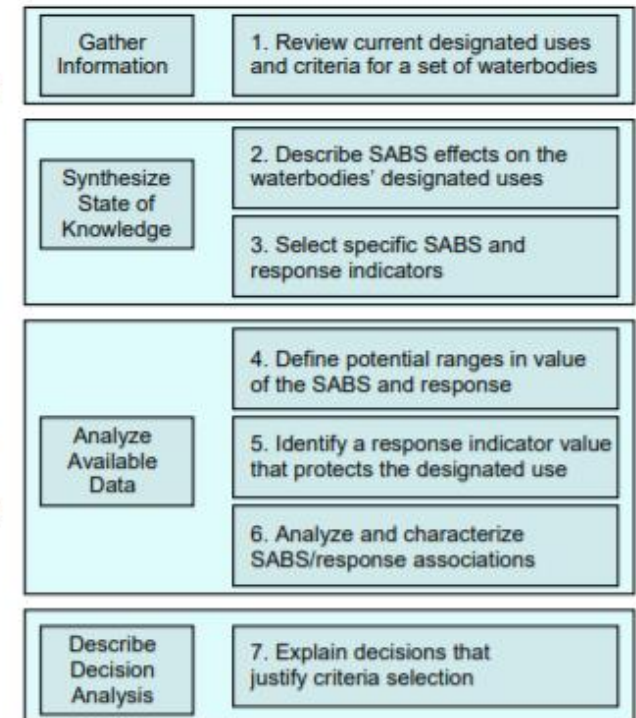 Gather
Information
1. Review current designated uses
and criteria for a set of waterbodies
Synthesize
State of
Knowledge
2. Describe SABS effects on the
waterbodies' designated uses
3. Select specific SABS and
response indicators
Analyze
Available
Data
4. Define potential ranges in value
of the SABS and response
5. Identify a response indicator value
that protects the designated use
6. Analyze and characterize
SABS/response associations
Describe
Decision
Analysis
7. Explain decisions that
justify criteria selection